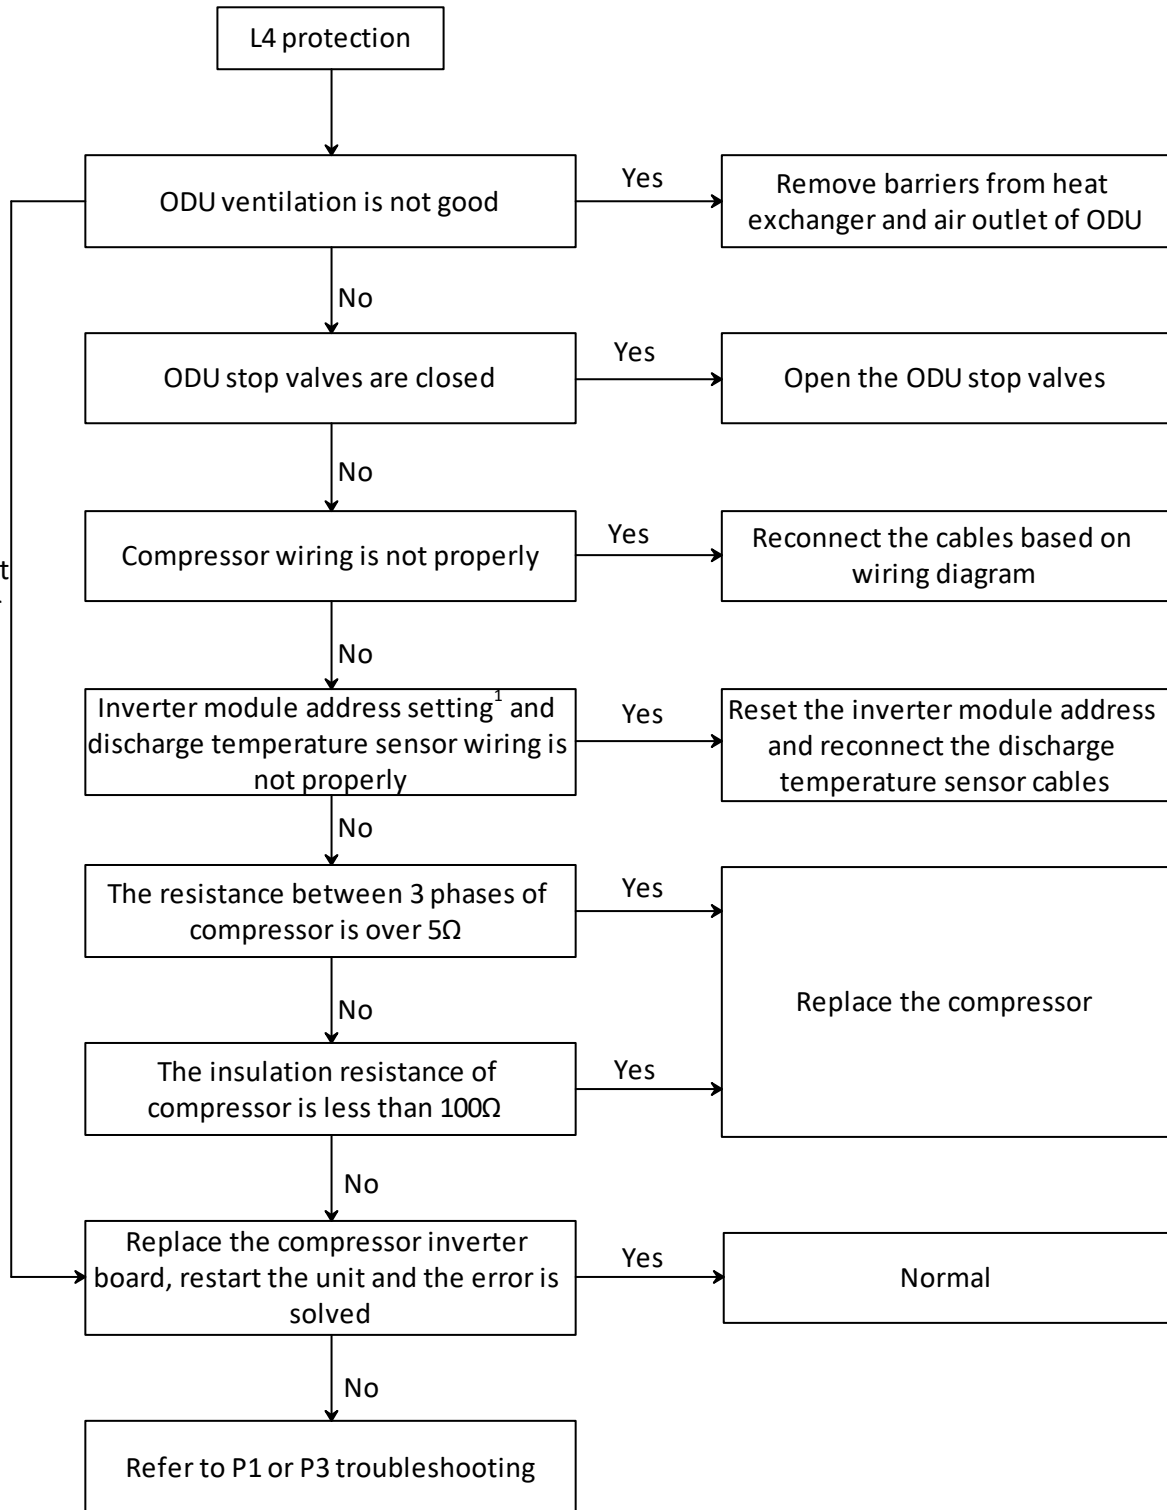 L4 protection
ODU ventilation is not good
Yes
Remove barriers from heat
exchanger and air outlet of ODU
No
ODU stop valves are closed
Yes
Open the ODU stop valves
No
Compressor wiring is not properly
Yes
Reconnect the cables based on
wiring diagram
t
No
Inverter module address setting¹ and
discharge temperature sensor wiring is
not properly
Yes
Reset the inverter module address
and reconnect the discharge
temperature sensor cables
No
The resistance between 3 phases of
compressor is over 5Ω
Yes
Replace the compressor
No
The insulation resistance of
compressor is less than 100Ω
Yes
No
Replace the compressor inverter
board, restart the unit and the error is
solved
Yes
Normal
No
Refer to P1 or P3 troubleshooting